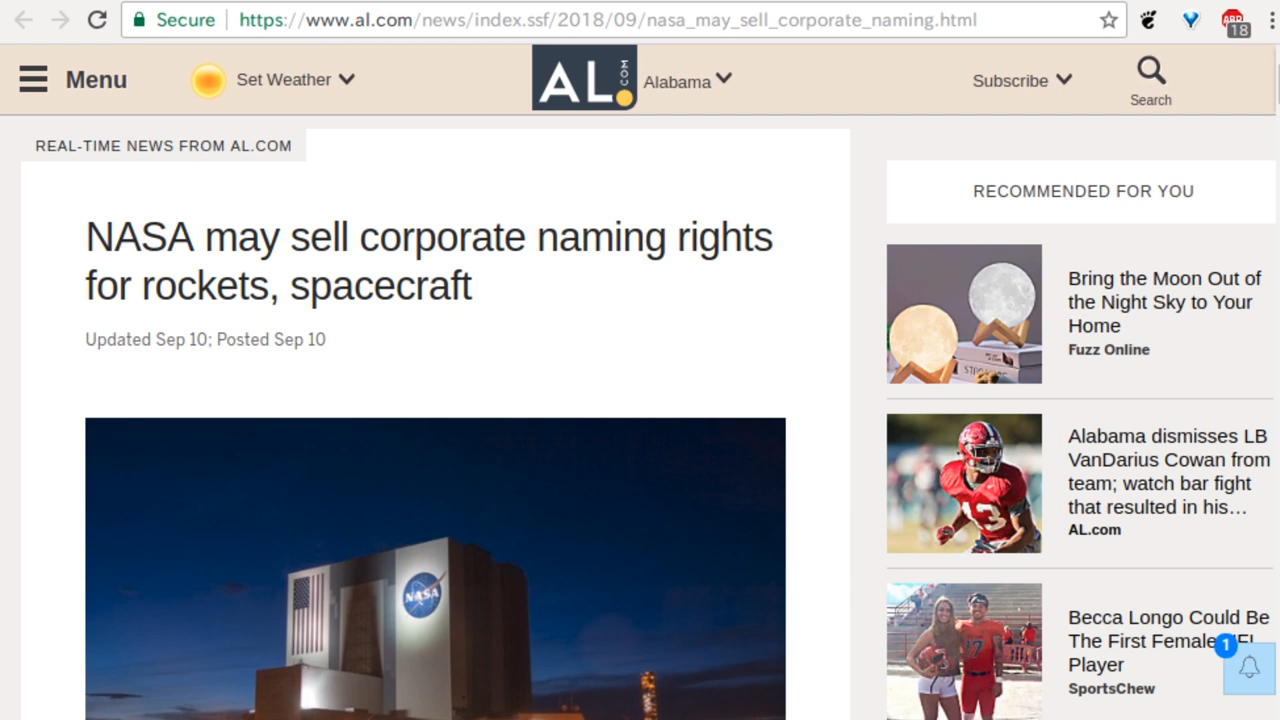 Secure https://www.al.com/news/index.ssf/2018/09/nasa_may_sell_corporate_naming.html
ABP
18
Menu
Set Weather
AL.COM
Alabama
Subscribe
Search
REAL-TIME NEWS FROM AL.COM
NASA may sell corporate naming rights
for rockets, spacecraft
Updated Sep 10; Posted Sep 10
NASA
RECOMMENDED FOR YOU
Bring the Moon Out of
the Night Sky to Your
Home
Fuzz Online
Alabama dismisses LB
VanDarius Cowan from
team; watch bar fight
that resulted in his...
AL.com
13
Becca Longo Could Be
The First Female
Player
SportsChew
17
1